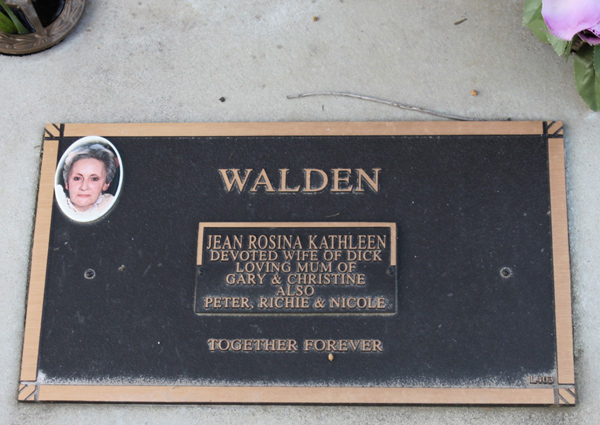 WALDEN
JEAN ROSINA KATHLEEN
DEVOTED WIFE OF DICK
LOVING MUM OF
GARY & CHRISTINE
ALSO
PETER, RICHIE & NICOLE
TOGETHER FOREVER